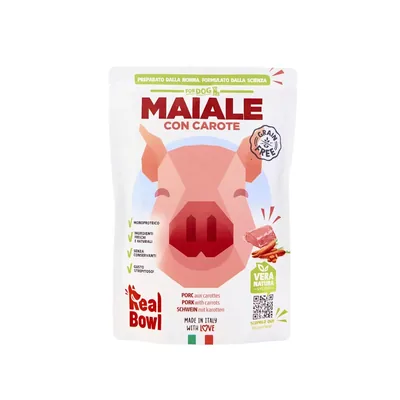 PREPARATO DALLA NONNA FORMULATO DALLA SCIENZA
FOR DOG
MAIALE
CON CAROTE
GRAIN
FREE
MONOPROTEICO
INGREDIENTI
FRESCHI
E NATURALI
SENZA
CONSERVANTI
GUSTO
STREPITOSO!
VERA
NATURA
Real
Bowl
PORC aux carottes
PORK with carrots
SCHWEIN mit karotten
MADE IN ITALY
WITH LOVE